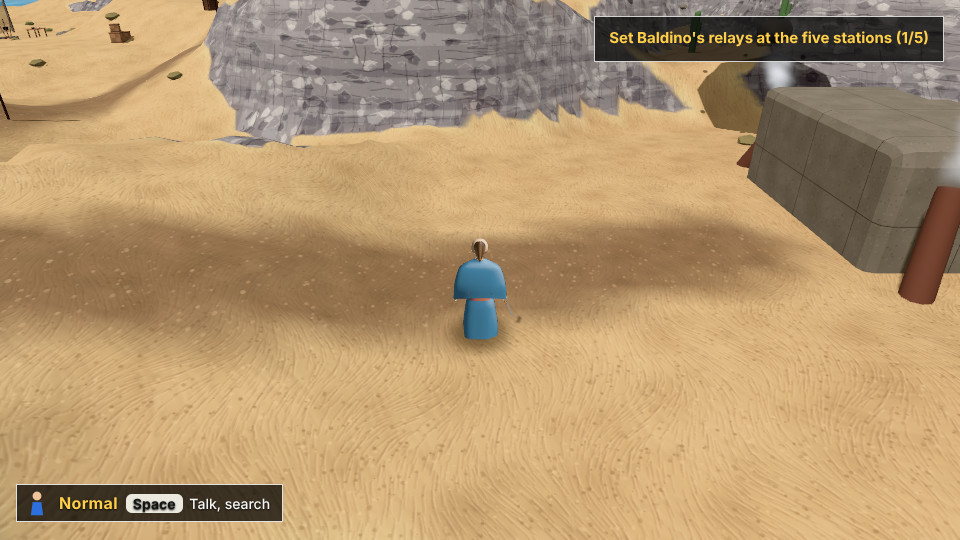 Set Baldino's relays at the five stations (1/5)
Normal Space Talk, search